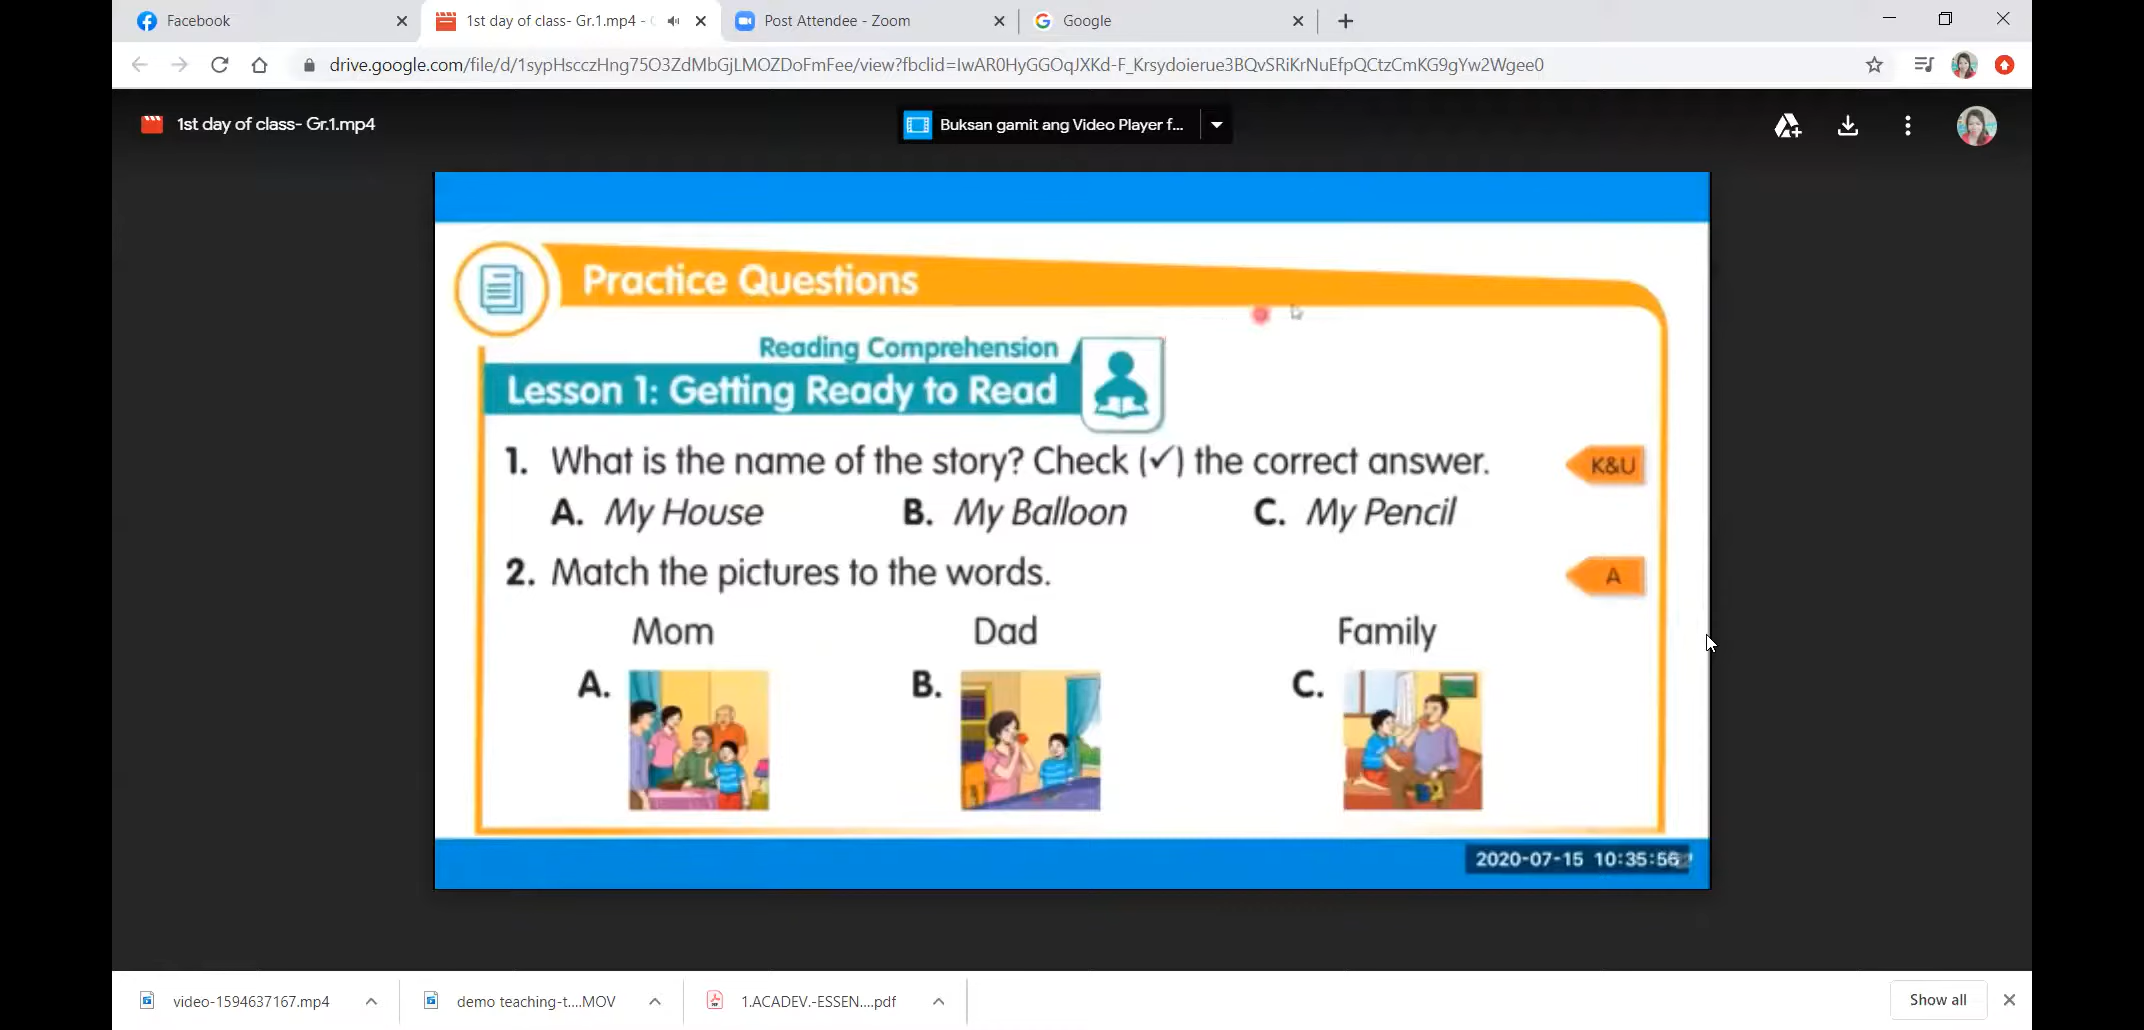 Facebook
1st day of class- Gr.1.mp4 -
Post Attendee - Zoom
Google
drive.google.com/file/d/1sypHscczHng75O3ZdMbGjLMOZDoFmFee/view?fbclid=IwAR0HyGGOqJXKd-F_Krsydoierue3BQvSRiKrNuEfpQCtzCmKG9gYw2Wgee0
1st day of class- Gr.1.mp4
Buksan gamit ang Video Player f...
Practice Questions
Reading Comprehension
Lesson 1: Getting Ready to Read
1. What is the name of the story? Check (✓) the correct answer.
K&U
A. My House B. My Balloon C. My Pencil
2. Match the pictures to the words.
A
Mom Dad Family
A. B. C.
2020-07-15 10:35:56
video-1594637167.mp4
demo teaching-t....MOV
1.ACADEV.-ESSEN....pdf
Show all